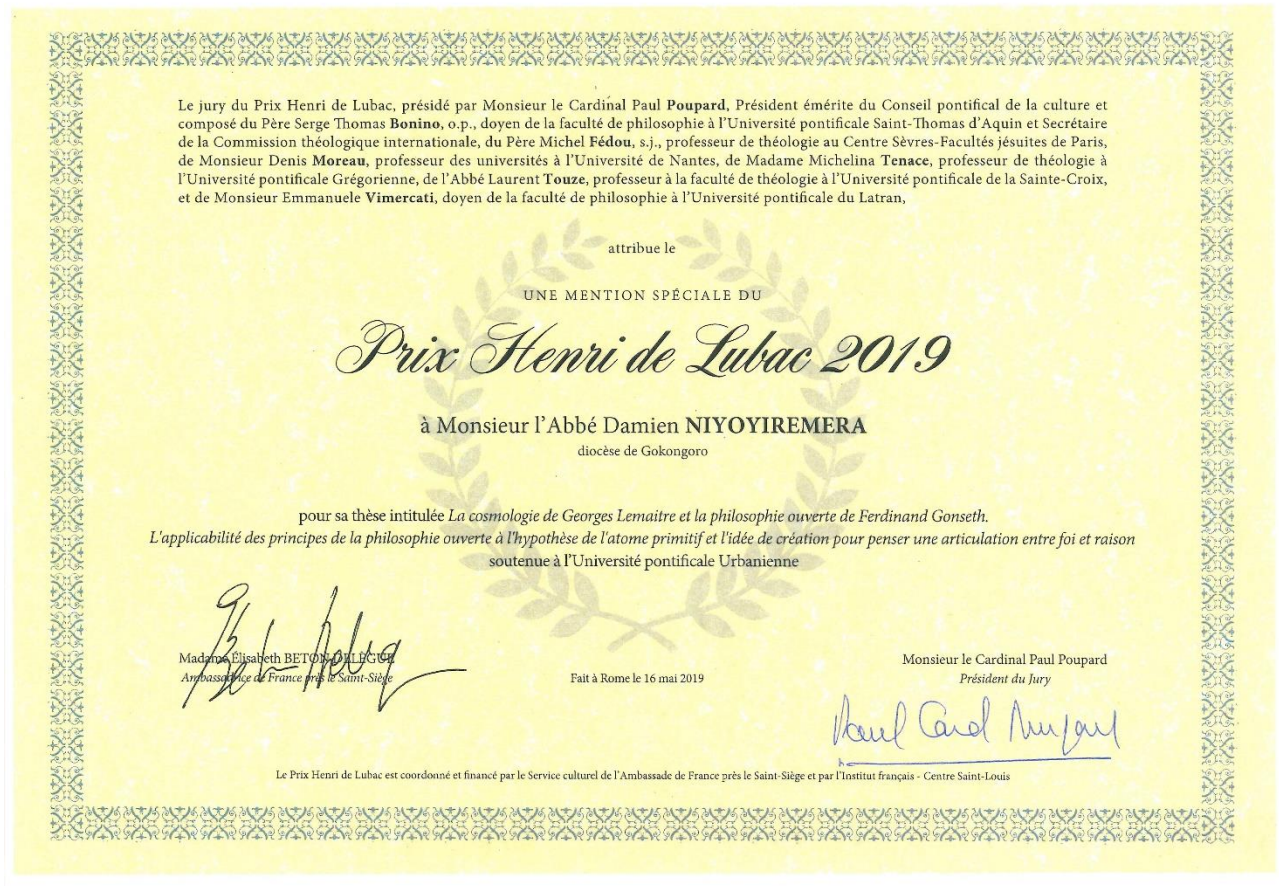 Le jury du Prix Henri de Lubac, présidé par Monsieur le Cardinal Paul Poupard, Président émérite du Conseil pontifical de la culture et
composé du Père Serge Thomas Bonino, o.p., doyen de la faculté de philosophie à l'Université pontificale Saint-Thomas d'Aquin et Secrétaire
de la Commission théologique internationale, du Père Michel Fédou, s.j., professeur de théologie au Centre Sèvres-Facultés jésuites de Paris,
de Monsieur Denis Moreau, professeur des universités à l'Université de Nantes, de Madame Michelina Tenace, professeur de théologie à
l'Université pontificale Grégorienne, de l'Abbé Laurent Touze, professeur à la faculté de théologie à l'Université pontificale de la Sainte-Croix,
et de Monsieur Emmanuele Vimercati, doyen de la faculté de philosophie à l'Université pontificale du Latran,
attribue le
UNE MENTION SPÉCIALE DU
Prix Henri de Lubac 2019
à Monsieur l'Abbé Damien NIYOYIREMERA
diocèse de Gokongoro
pour sa thèse intitulée La cosmologie de Georges Lemaitre et la philosophie ouverte de Ferdinand Gonseth.
L'applicabilité des principes de la philosophie ouverte à l'hypothèse de l'atome primitif et l'idée de création pour penser une articulation entre foi et raison
soutenue à l'Université pontificale Urbanienne
Madame Élisabeth BETON-DELÈGUE
Ambassadrice de France près le Saint-Siège
Fait à Rome le 16 mai 2019
Monsieur le Cardinal Paul Poupard
Président du Jury
Paul Card Poupard
Le Prix Henri de Lubac est coordonné et financé par le Service culturel de l'Ambassade de France près le Saint-Siège et par l'Institut français - Centre Saint-Louis